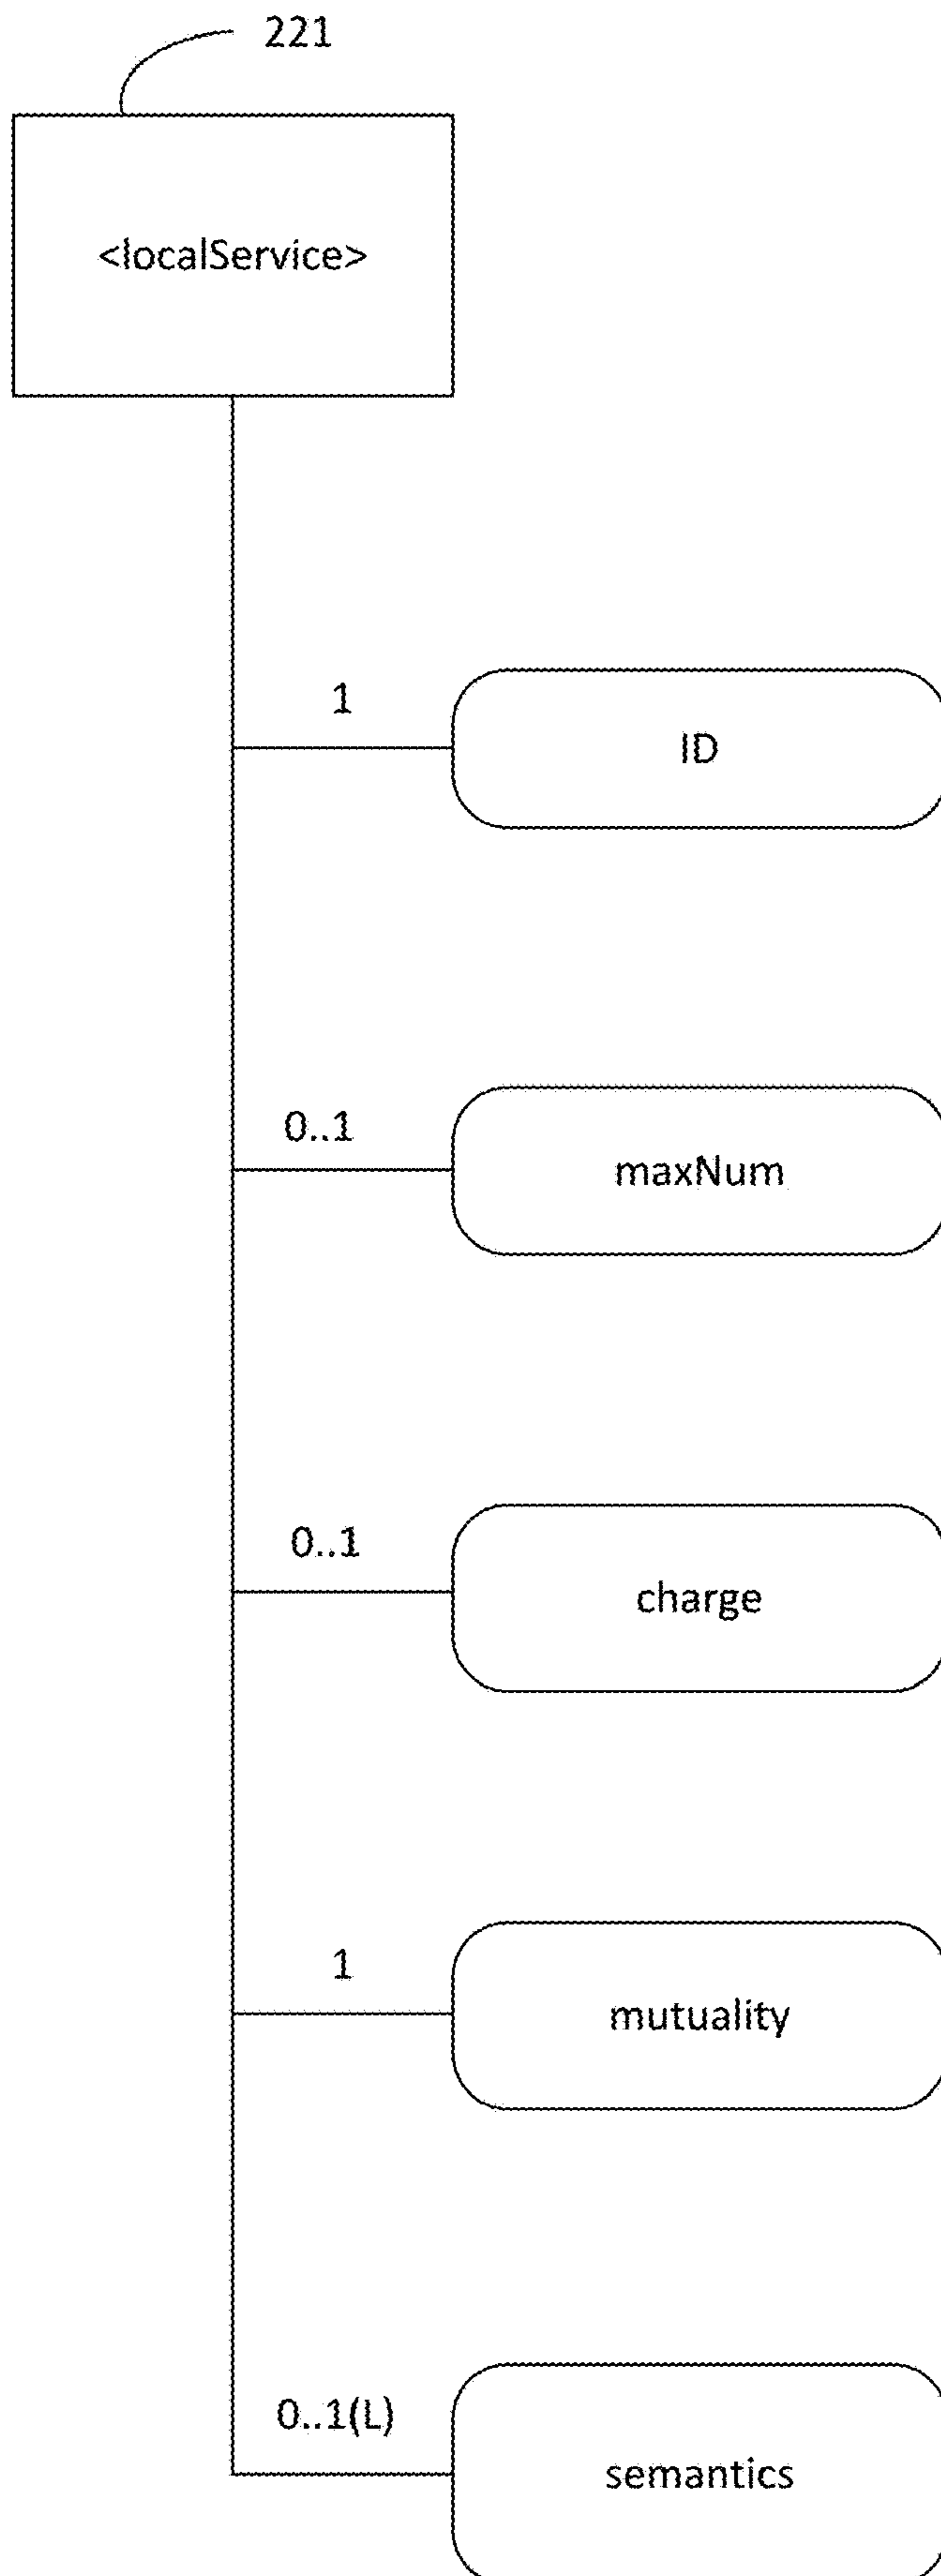 221
<localService>
1
ID
0..1
maxNum
0..1
charge
1
mutuality
0..1(L)
semantics